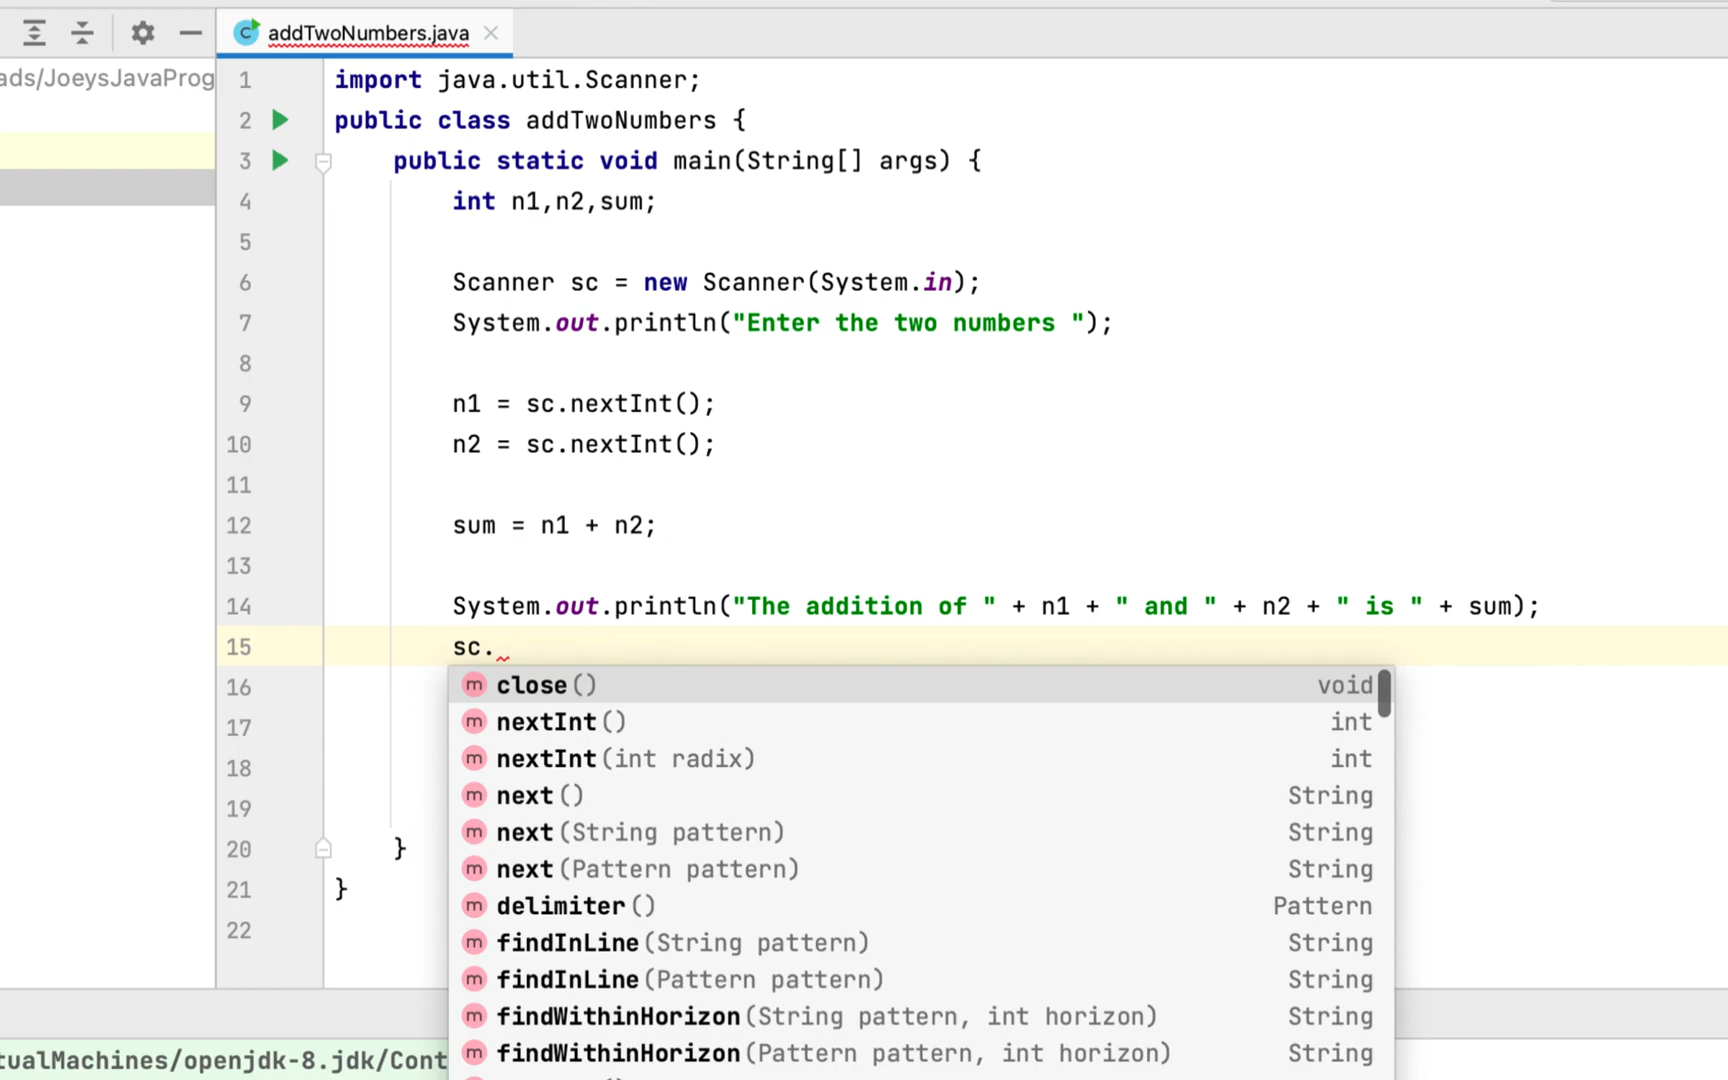 addTwoNumbers.java
ads/JoeysJavaProg
1 import java.util.Scanner;
2 public class addTwoNumbers {
3 public static void main(String[] args) {
4 int n1,n2,sum;
5
6 Scanner sc = new Scanner(System.in);
7 System.out.println("Enter the two numbers ");
8
9 n1 = sc.nextInt();
10 n2 = sc.nextInt();
11
12 sum = n1 + n2;
13
14 System.out.println("The addition of " + n1 + " and " + n2 + " is " + sum);
15 sc.
16
17
18
19
20 }
21 }
22
m close() void
m nextInt() int
m nextInt(int radix) int
m next() String
m next(String pattern) String
m next(Pattern pattern) String
m delimiter() Pattern
m findInLine(String pattern) String
m findInLine(Pattern pattern) String
m findWithinHorizon(String pattern, int horizon) String
m findWithinHorizon(Pattern pattern, int horizon) String
tualMachines/openjdk-8.jdk/Cont